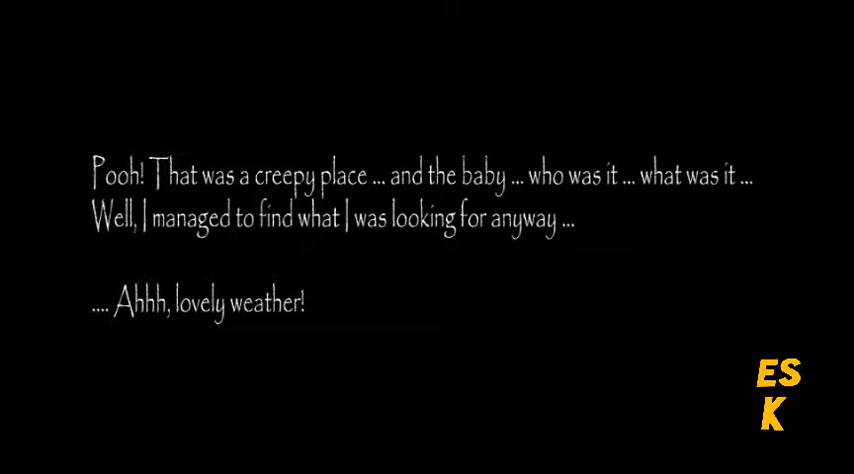 Pooh! That was a creepy place ... and the baby ... who was it ... what was it ...
Well, I managed to find what I was looking for anyway ...
.... Ahhh, lovely weather!
ES
K